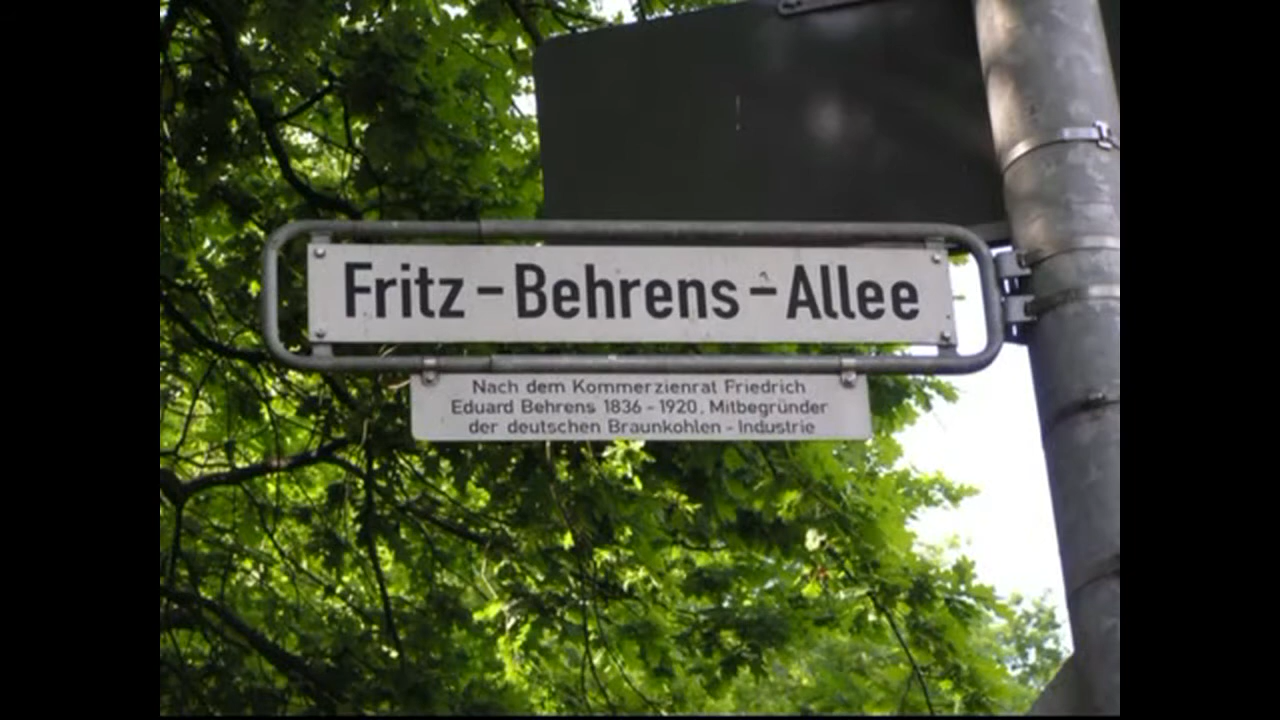 Fritz-Behrens-Allee
Nach dem Kommerzienrat Friedrich
Eduard Behrens 1836-1920, Mitbegründer
der deutschen Braunkohlen-Industrie